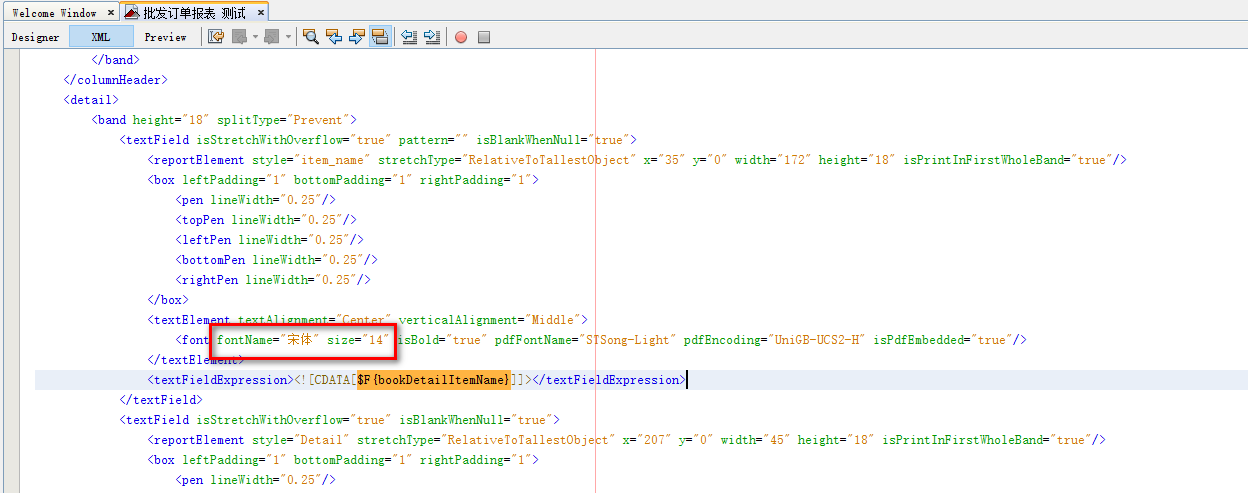 Welcome Window × 批发订单报表 测试 ×
Designer XML Preview
</band>
</columnHeader>
<detail>
<band height="18" splitType="Prevent">
<textField isStretchWithOverflow="true" pattern="" isBlankWhenNull="true">
<reportElement style="item_name" stretchType="RelativeToTallestObject" x="35" y="0" width="172" height="18" isPrintInFirstWholeBand="true"/>
<box leftPadding="1" bottomPadding="1" rightPadding="1">
<pen lineWidth="0.25"/>
<topPen lineWidth="0.25"/>
<leftPen lineWidth="0.25"/>
<bottomPen lineWidth="0.25"/>
<rightPen lineWidth="0.25"/>
</box>
<textElement textAlignment="Center" verticalAlignment="Middle">
<font fontName="宋体" size="14" isBold="true" pdfFontName="STSong-Light" pdfEncoding="UniGB-UCS2-H" isPdfEmbedded="true"/>
</textElement>
<textFieldExpression><![CDATA[$F{bookDetailItemName}]]></textFieldExpression>
</textField>
<textField isStretchWithOverflow="true" isBlankWhenNull="true">
<reportElement style="Detail" stretchType="RelativeToTallestObject" x="207" y="0" width="45" height="18" isPrintInFirstWholeBand="true"/>
<box leftPadding="1" bottomPadding="1" rightPadding="1">
<pen lineWidth="0.25"/>